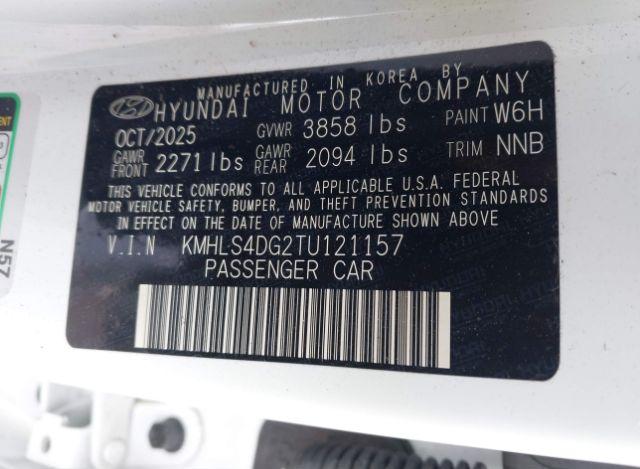 MANUFACTURED IN KOREA BY
HYUNDAI MOTOR COMPANY
OCT/2025 GVWR 3858 lbs PAINT W6H
GAWR FRONT 2271 lbs GAWR REAR 2094 lbs TRIM NNB
THIS VEHICLE CONFORMS TO ALL APPLICABLE U.S.A. FEDERAL
MOTOR VEHICLE SAFETY, BUMPER, AND THEFT PREVENTION STANDARDS
IN EFFECT ON THE DATE OF MANUFACTURE SHOWN ABOVE
V.I.N KMHLS4DG2TU121157
PASSENGER CAR
N57